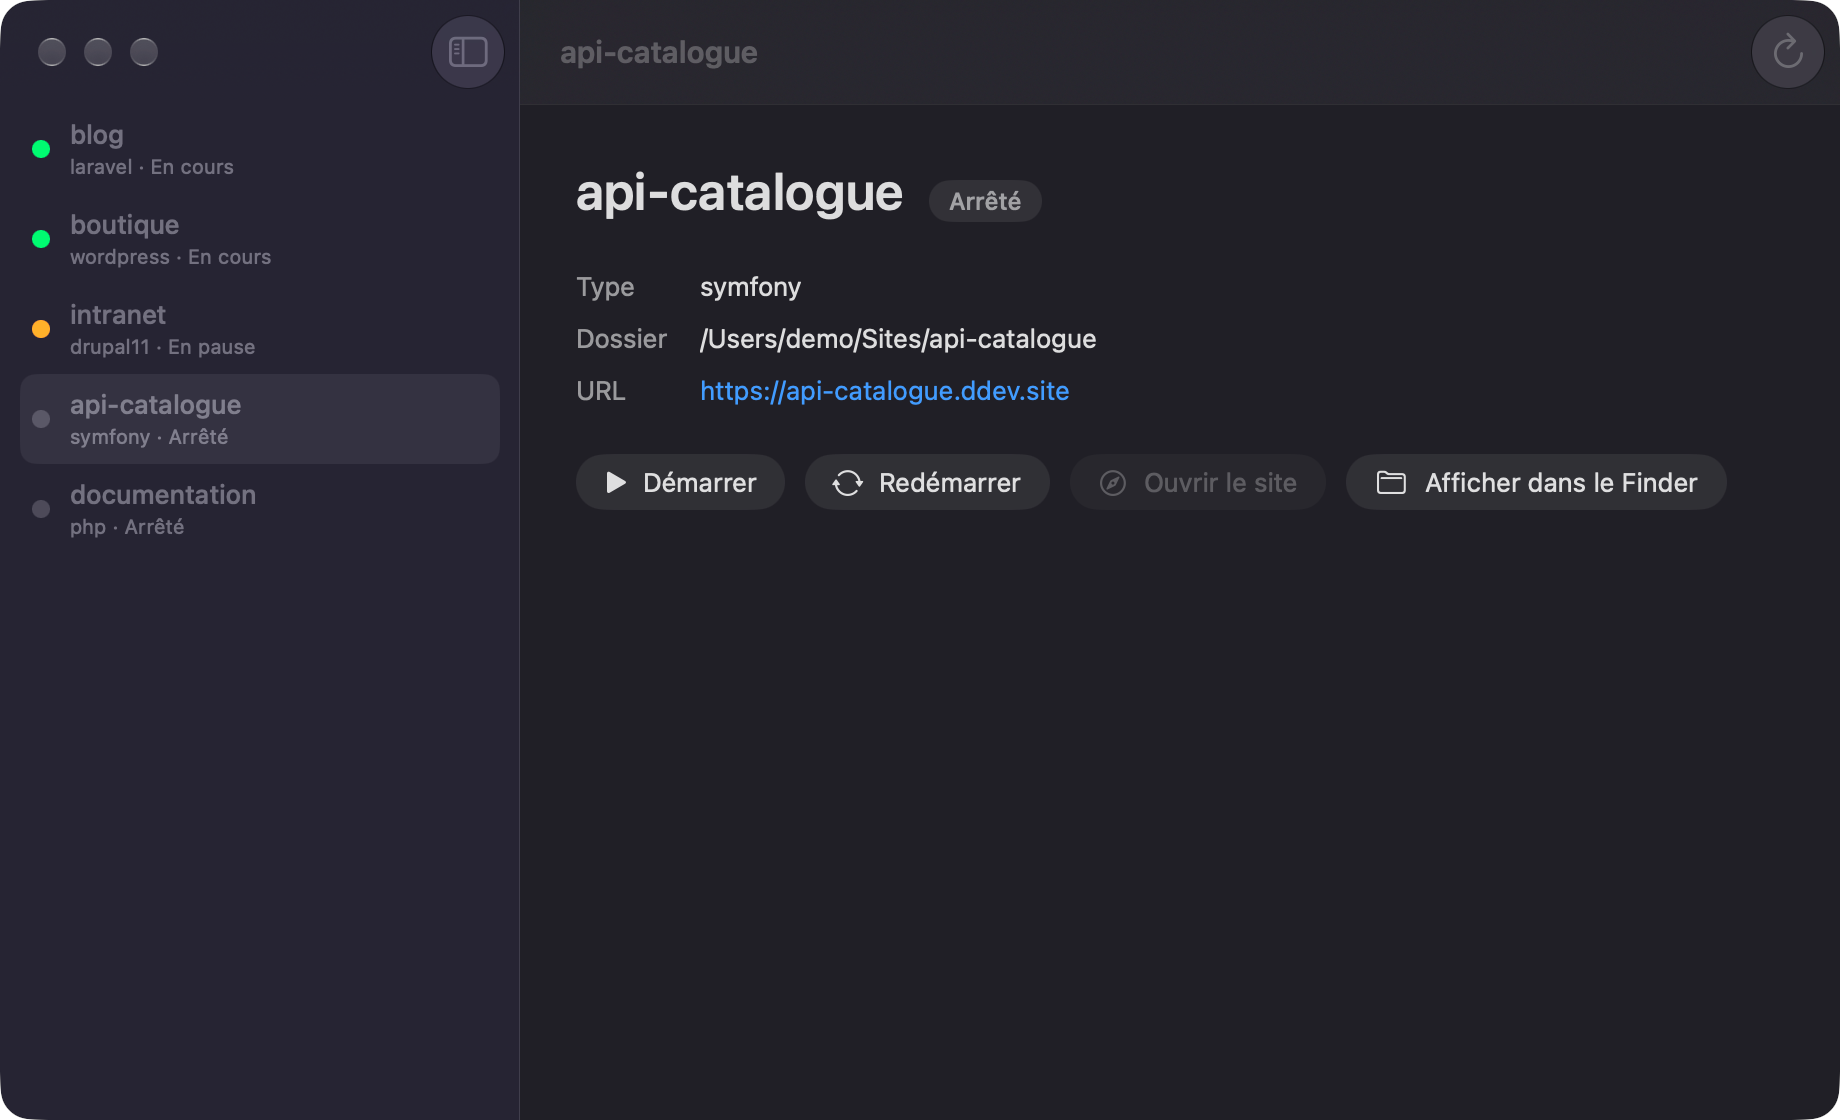 api-catalogue
blog
laravel · En cours
boutique
wordpress · En cours
intranet
drupal11 · En pause
api-catalogue
symfony · Arrêté
documentation
php · Arrêté
api-catalogue Arrêté
Type symfony
Dossier /Users/demo/Sites/api-catalogue
URL https://api-catalogue.ddev.site
Démarrer Redémarrer Ouvrir le site Afficher dans le Finder